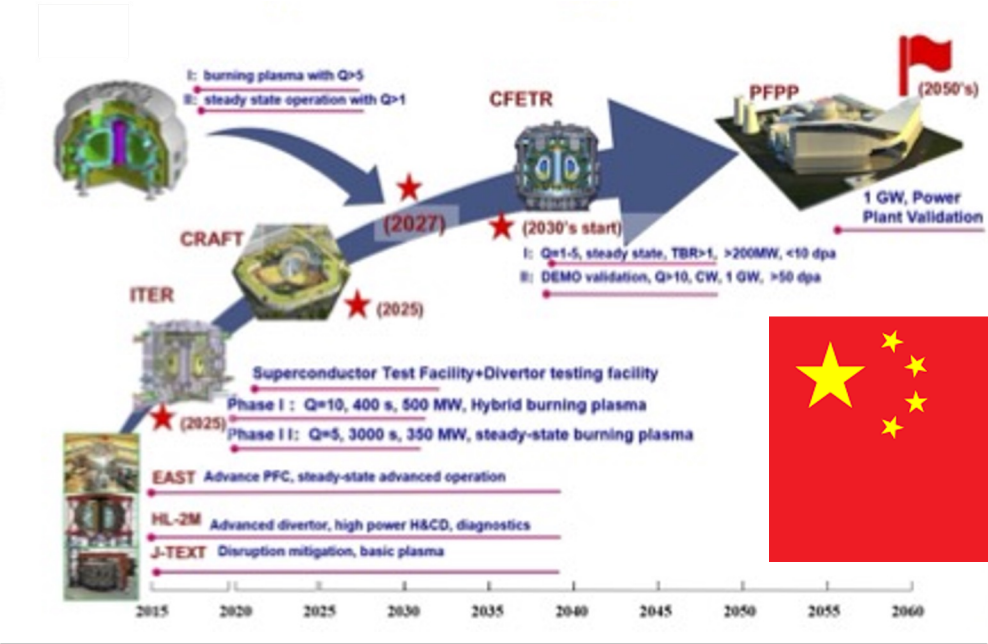 I: burning plasma with Q>5
II: steady state operation with Q>1
CFETR
PFPP
(2050's)
(2027)
(2030's start)
1 GW, Power
Plant Validation
CRAFT
I: Q=1-5, steady state, TBR>1, >200MW, <10 dpa
II: DEMO validation, Q>10, CW, 1 GW, >50 dpa
ITER
(2025)
Superconductor Test Facility+Divertor testing facility
(2025)
Phase I : Q=10, 400 s, 500 MW, Hybrid burning plasma
Phase II: Q=5, 3000 s, 350 MW, steady-state burning plasma
EAST Advance PFC, steady-state advanced operation
HL-2M Advanced divertor, high power H&CD, diagnostics
J-TEXT Disruption mitigation, basic plasma
2015 2020 2025 2030 2035 2040 2045 2050 2055 2060